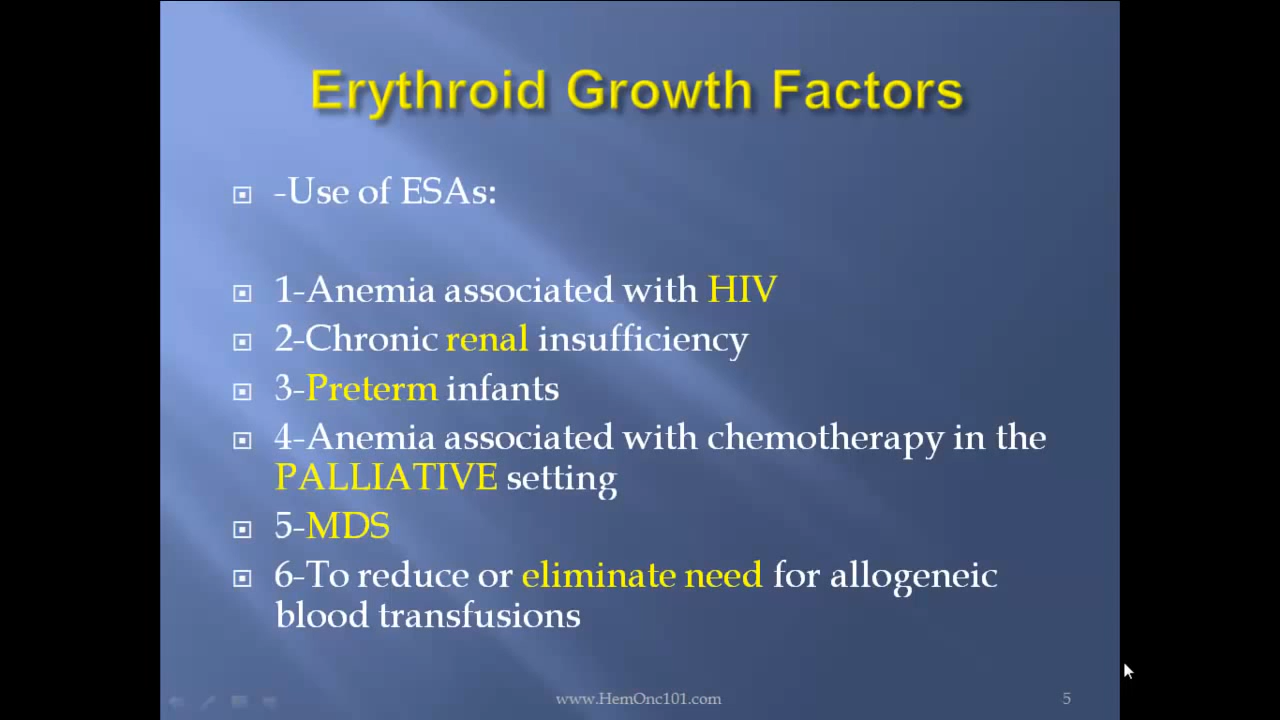 Erythroid Growth Factors
-Use of ESAs:
1-Anemia associated with HIV
2-Chronic renal insufficiency
3-Preterm infants
4-Anemia associated with chemotherapy in the
PALLIATIVE setting
5-MDS
6-To reduce or eliminate need for allogeneic
blood transfusions
www.HemOnc101.com
5